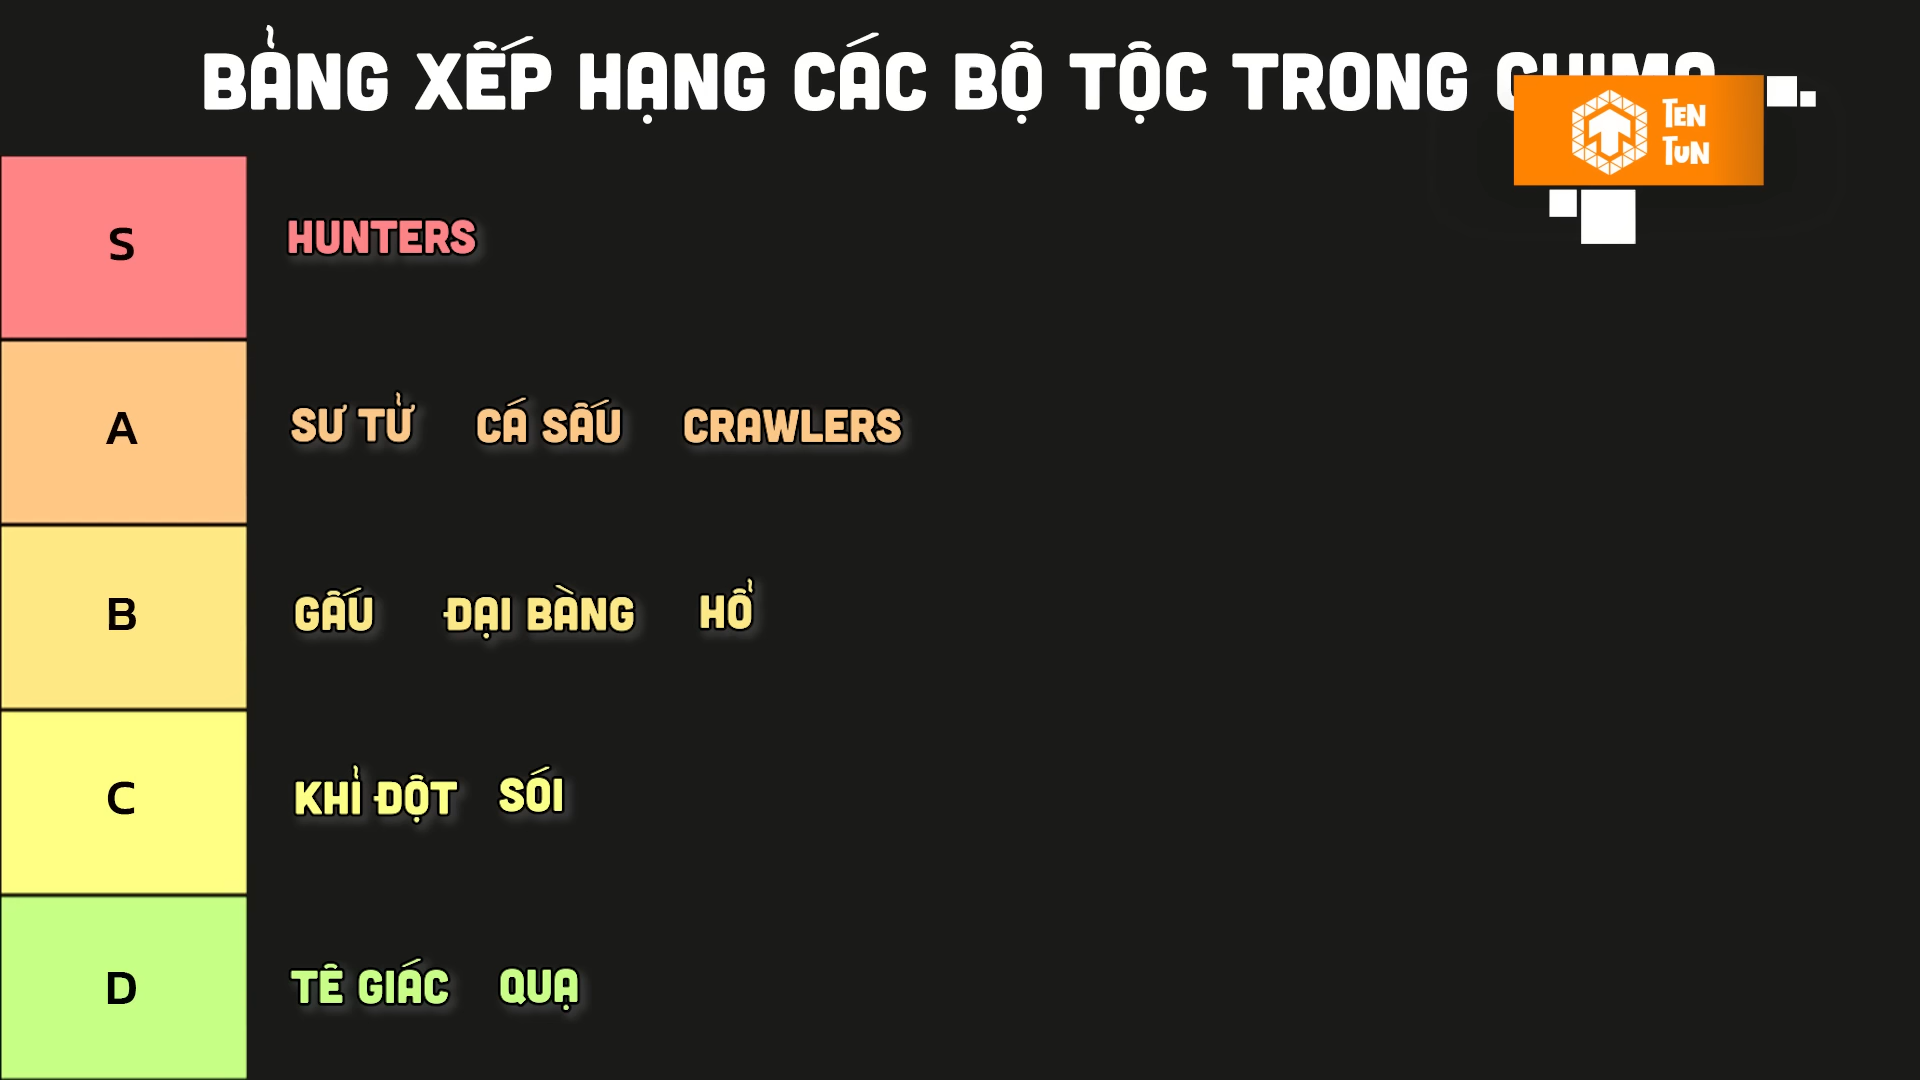 BẢNG XẾP HẠNG CÁC BỘ TỘC TRONG
TEN
TUN
S
HUNTERS
A
SƯ TỬ CÁ SẤU CRAWLERS
B
GẤU ĐẠI BÀNG HỔ
C
KHỈ ĐỘT SÓI
D
TÊ GIÁC QUẠ